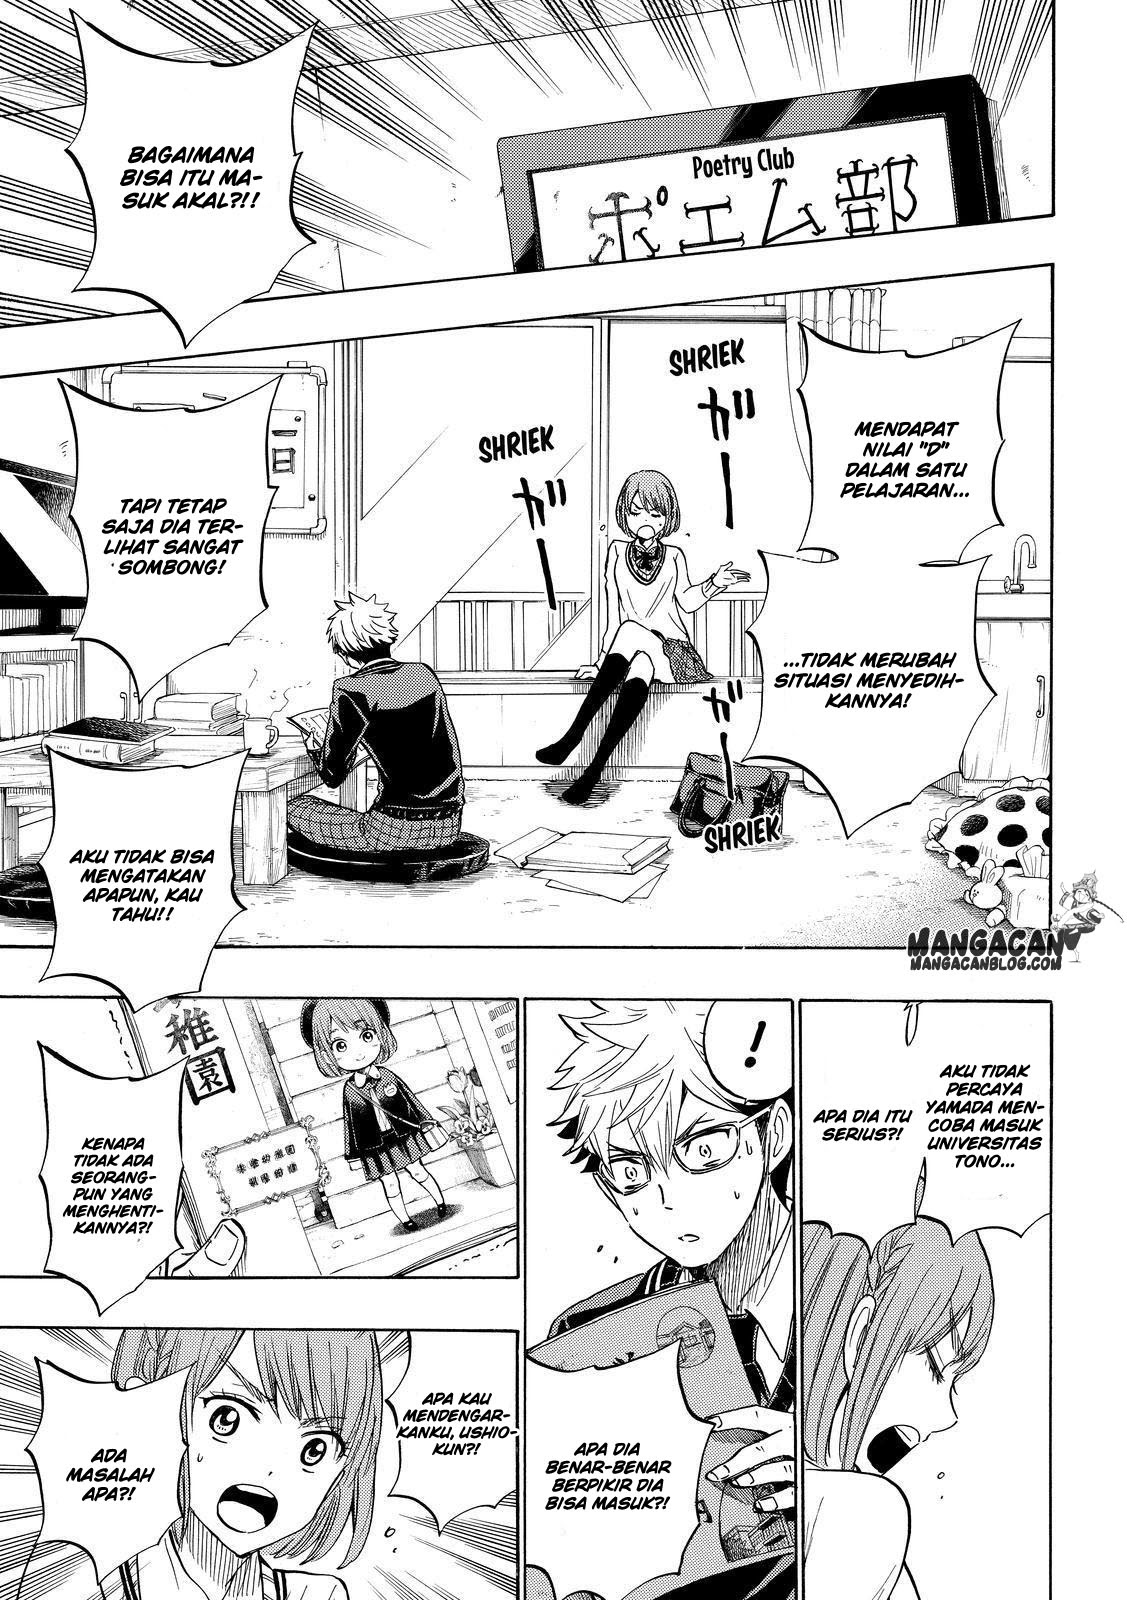 Poetry Club
ポエム部
BAGAIMANA
BISA ITU MA-
SUK AKAL?!!
MENDAPAT
NILAI "D"
DALAM SATU
PELAJARAN...
SHRIEK
ガー
SHRIEK
ガー
...TIDAK MERUBAH
SITUASI MENYEDIH-
KANNYA!
ガー
SHRIEK
一日
TAPI TETAP
SAJA DIA TER-
LIHAT SANGAT
SOMBONG!
AKU TIDAK BISA
MENGATAKAN
APAPUN, KAU
TAHU!!
MANGACAN
MANGACANBLOG.COM
AKU TIDAK
PERCAYA
YAMADA MEN-
COBA MASUK
UNIVERSITAS
TONO...
APA DIA ITU
SERIUS?!
!
APA DIA
BENAR-BENAR
BERPIKIR DIA
BISA MASUK?!
稚園
KENAPA
TIDAK ADA
SEORANG-
PUN YANG
MENGHENTI-
KANNYA?!
APA KAU
MENDENGAR-
KANKU, USHIO-
KUN?!
ADA
MASALAH
APA?!